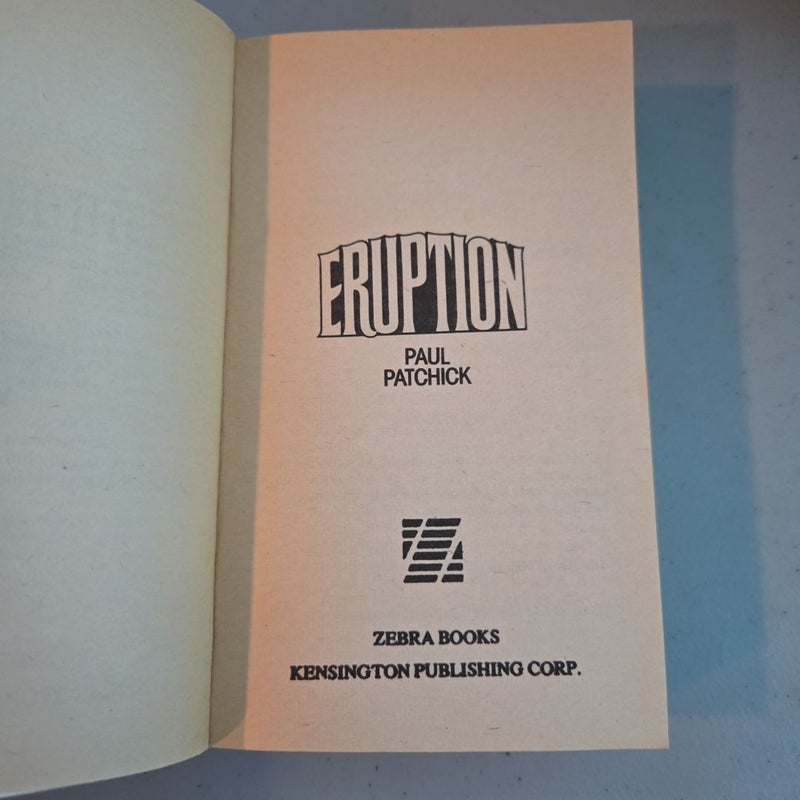 ERUPTION
PAUL
PATCHICK
ZEBRA BOOKS
KENSINGTON PUBLISHING CORP.